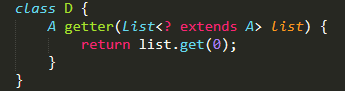 class D {
    A getter(List<? extends A> list) {
        return list.get(0);
    }
}